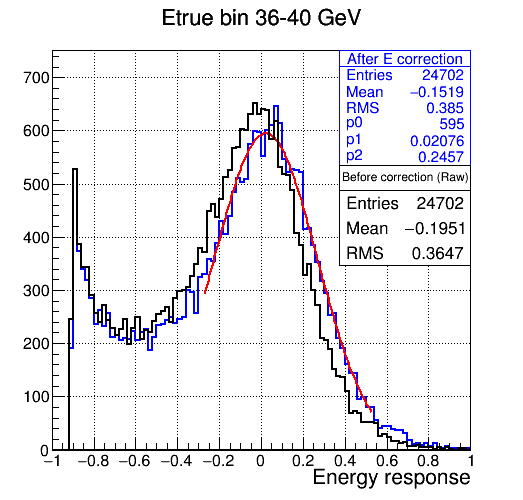 Etrue bin 36-40 GeV
After E correction
Entries 24702
Mean −0.1519
RMS 0.385
p0 595
p1 0.02076
p2 0.2457
Before correction (Raw)
Entries 24702
Mean −0.1951
RMS 0.3647
700
600
500
400
300
200
100
0
−1 −0.8 −0.6 −0.4 −0.2 0 0.2 0.4 0.6 0.8 1
Energy response